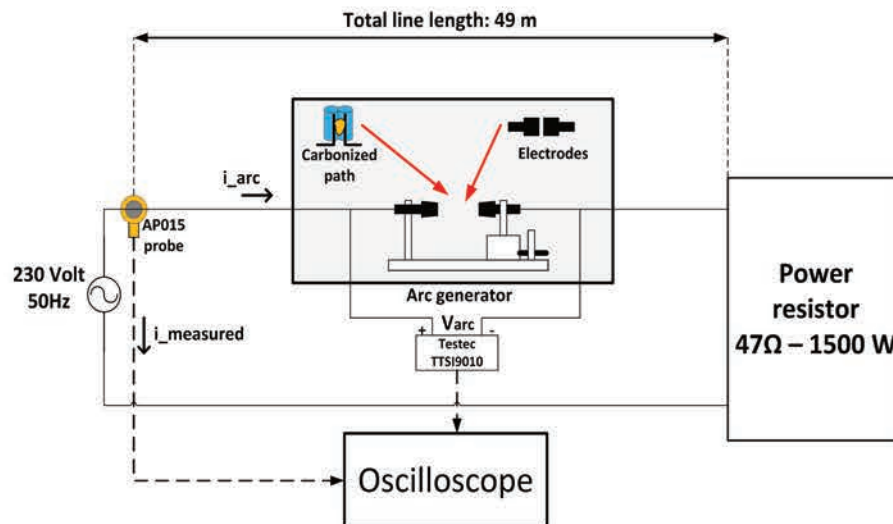 Total line length: 49 m
Carbonized
path
Electrodes
i_arc
AP015
probe
230 Volt
50Hz
i_measured
Arc generator
Varc
+ -
Testec
TTSI9010
Power
resistor
47Ω – 1500 W
Oscilloscope